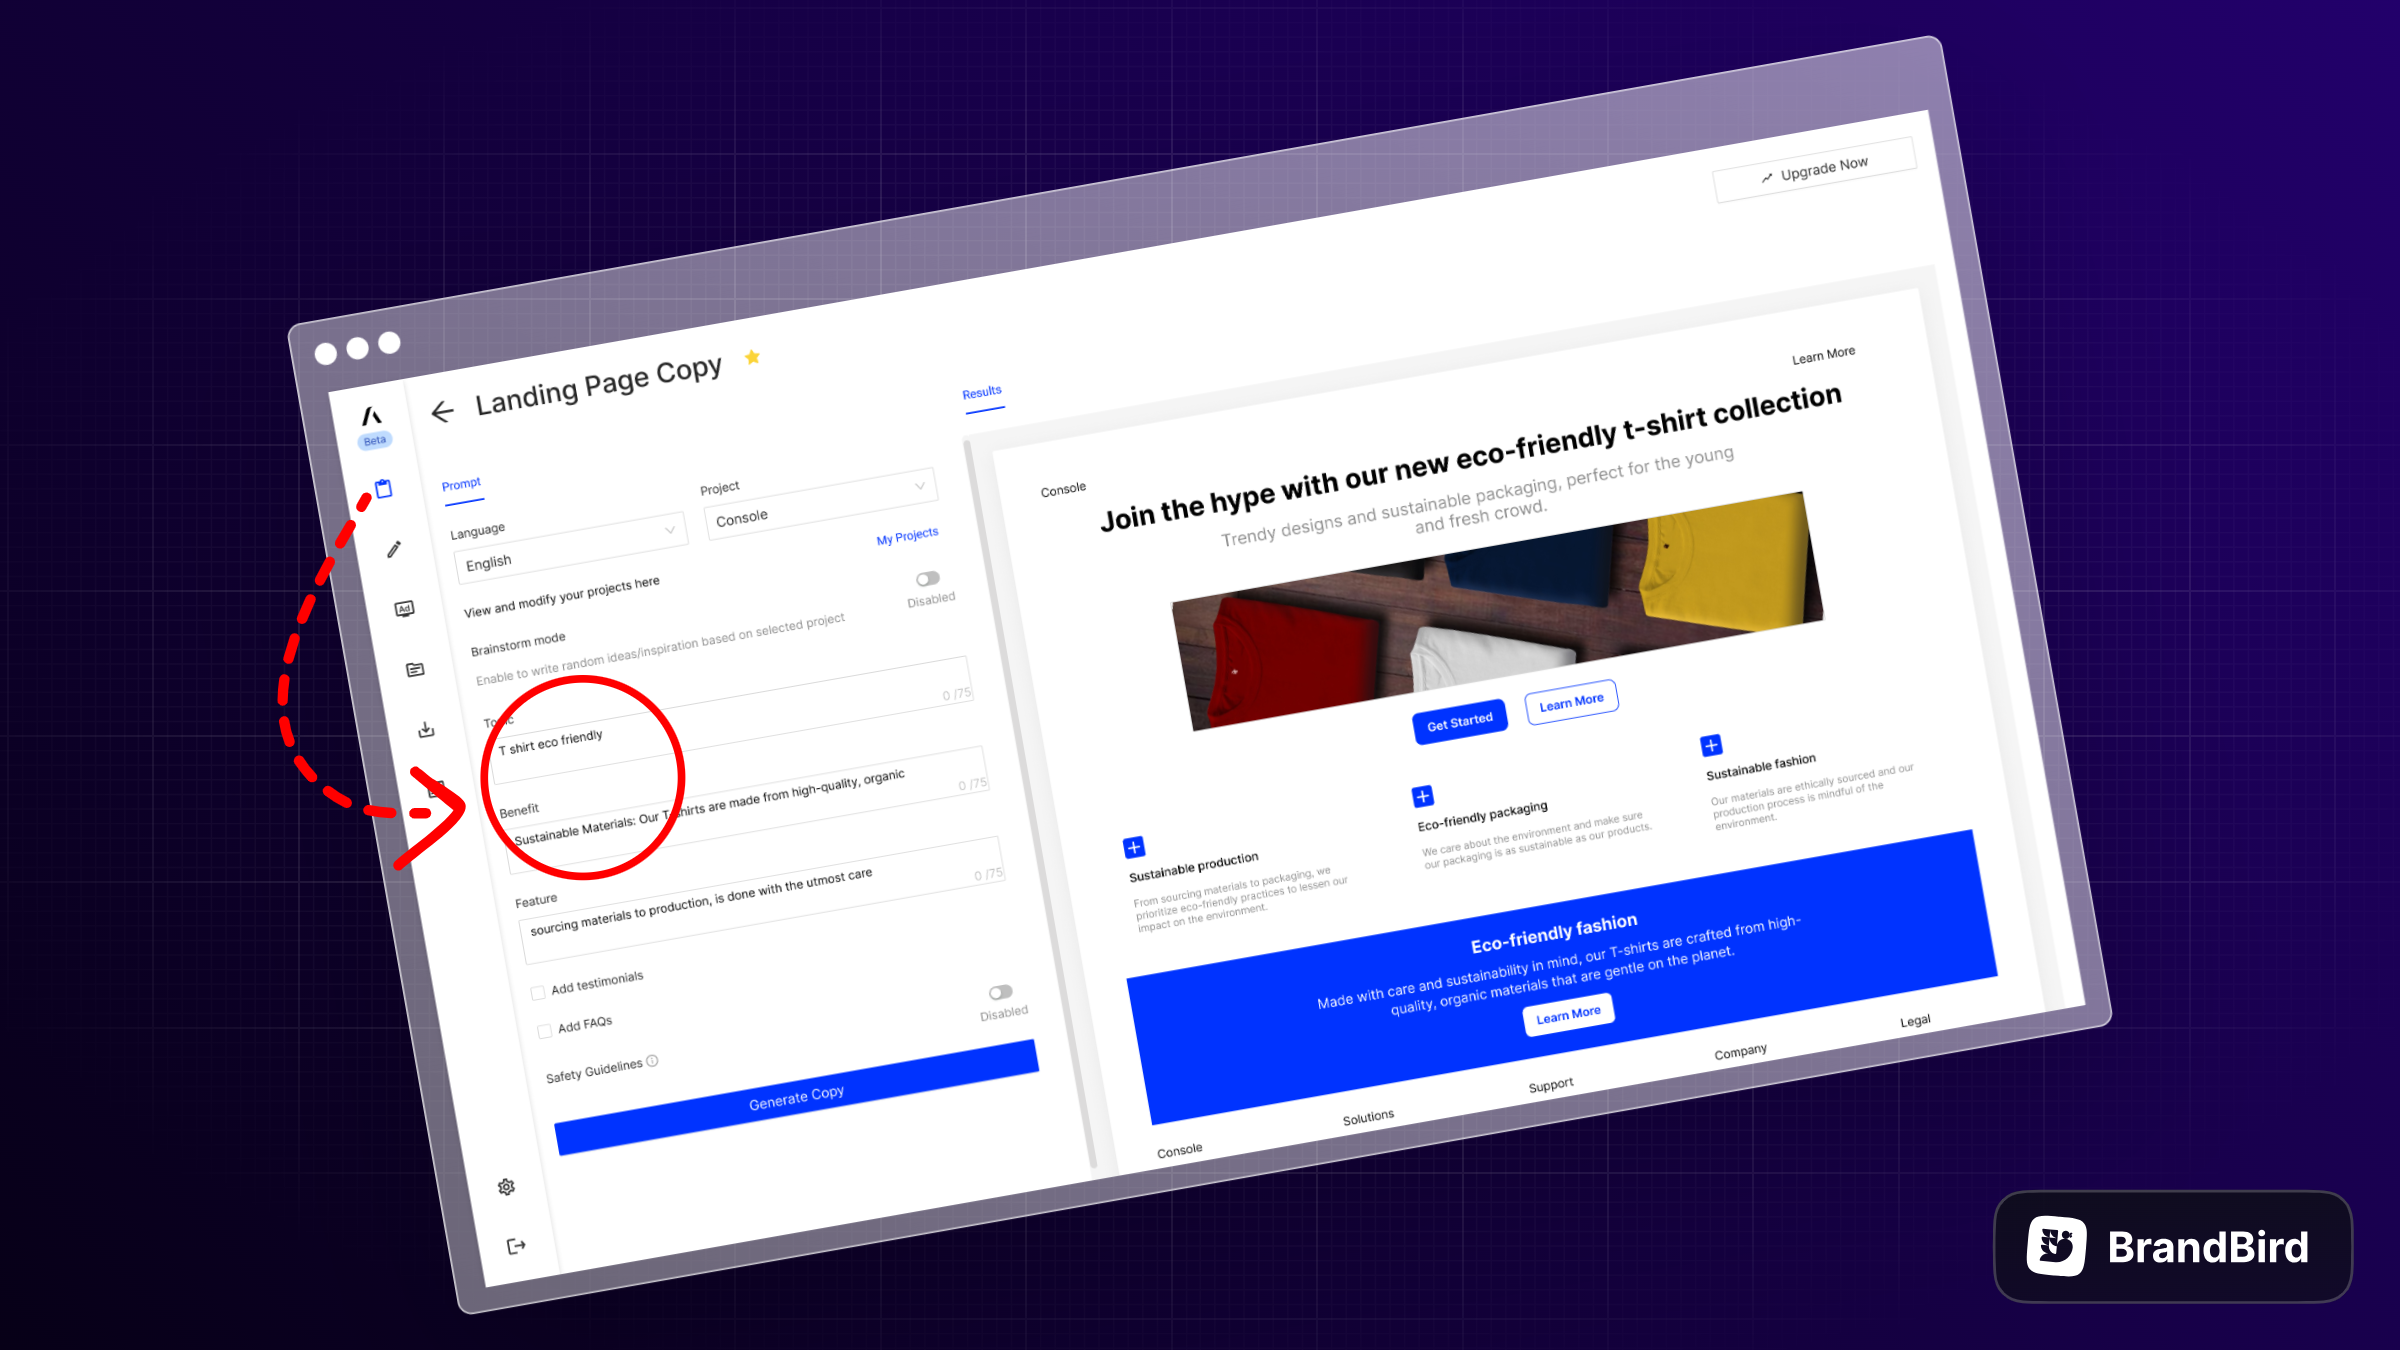 Upgrade Now
Landing Page Copy
Beta
Prompt
Language
English
Project
Console
My Projects
View and modify your projects here
Brainstorm mode
Enable to write random ideas/inspiration based on selected project
Disabled
Topic
T shirt eco friendly
0 /75
Benefit
Sustainable Materials: Our T-shirts are made from high-quality, organic
0 /75
Feature
sourcing materials to production, is done with the utmost care
0 /75
Add testimonials
Add FAQs
Safety Guidelines
Disabled
Generate Copy
Ad
Results
Console
Learn More
Join the hype with our new eco-friendly t-shirt collection
Trendy designs and sustainable packaging, perfect for the young
and fresh crowd.
Get Started
Learn More
Sustainable production
From sourcing materials to packaging, we
prioritize eco-friendly practices to lessen our
impact on the environment.
Eco-friendly packaging
We care about the environment and make sure
our packaging is as sustainable as our products.
Sustainable fashion
Our materials are ethically sourced and our
production process is mindful of the
environment.
Eco-friendly fashion
Made with care and sustainability in mind, our T-shirts are crafted from high-
quality, organic materials that are gentle on the planet.
Learn More
Console
Solutions
Support
Company
Legal
BrandBird